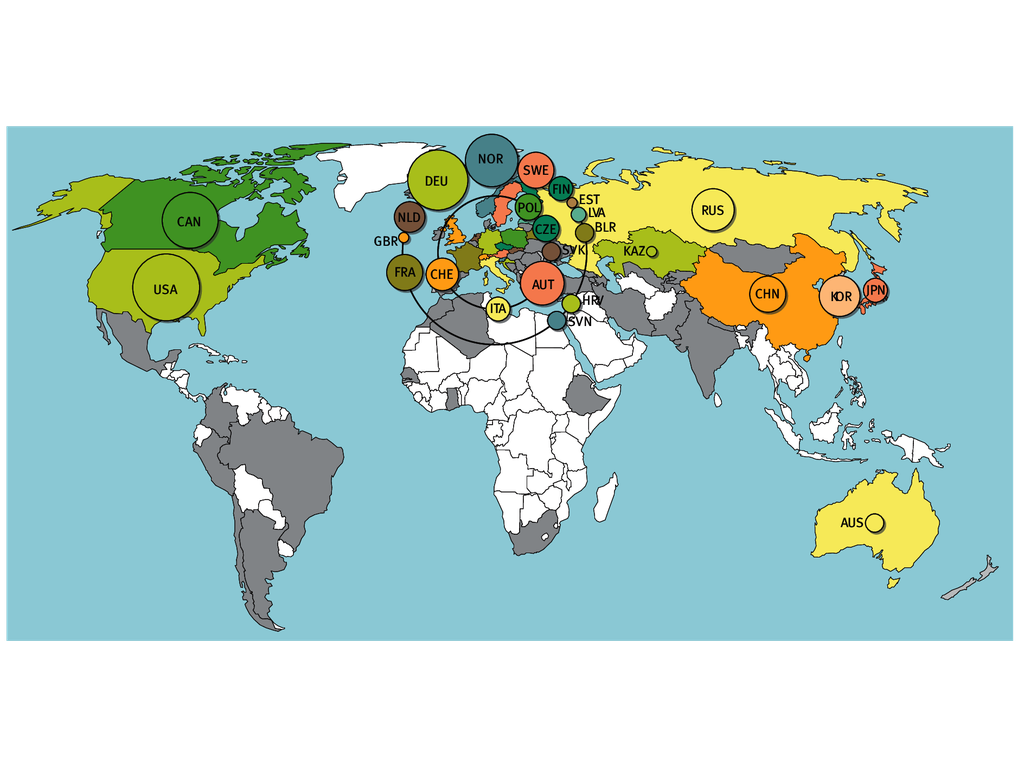 NOR
SWE
DEU
FIN
EST
NLD
POL
LVA
CAN
RUS
BLR
CZE
GBR
SVK
KAZ
FRA
CHE
AUT
USA
CHN
KOR
JPN
HRV
ITA
SVN
AUS